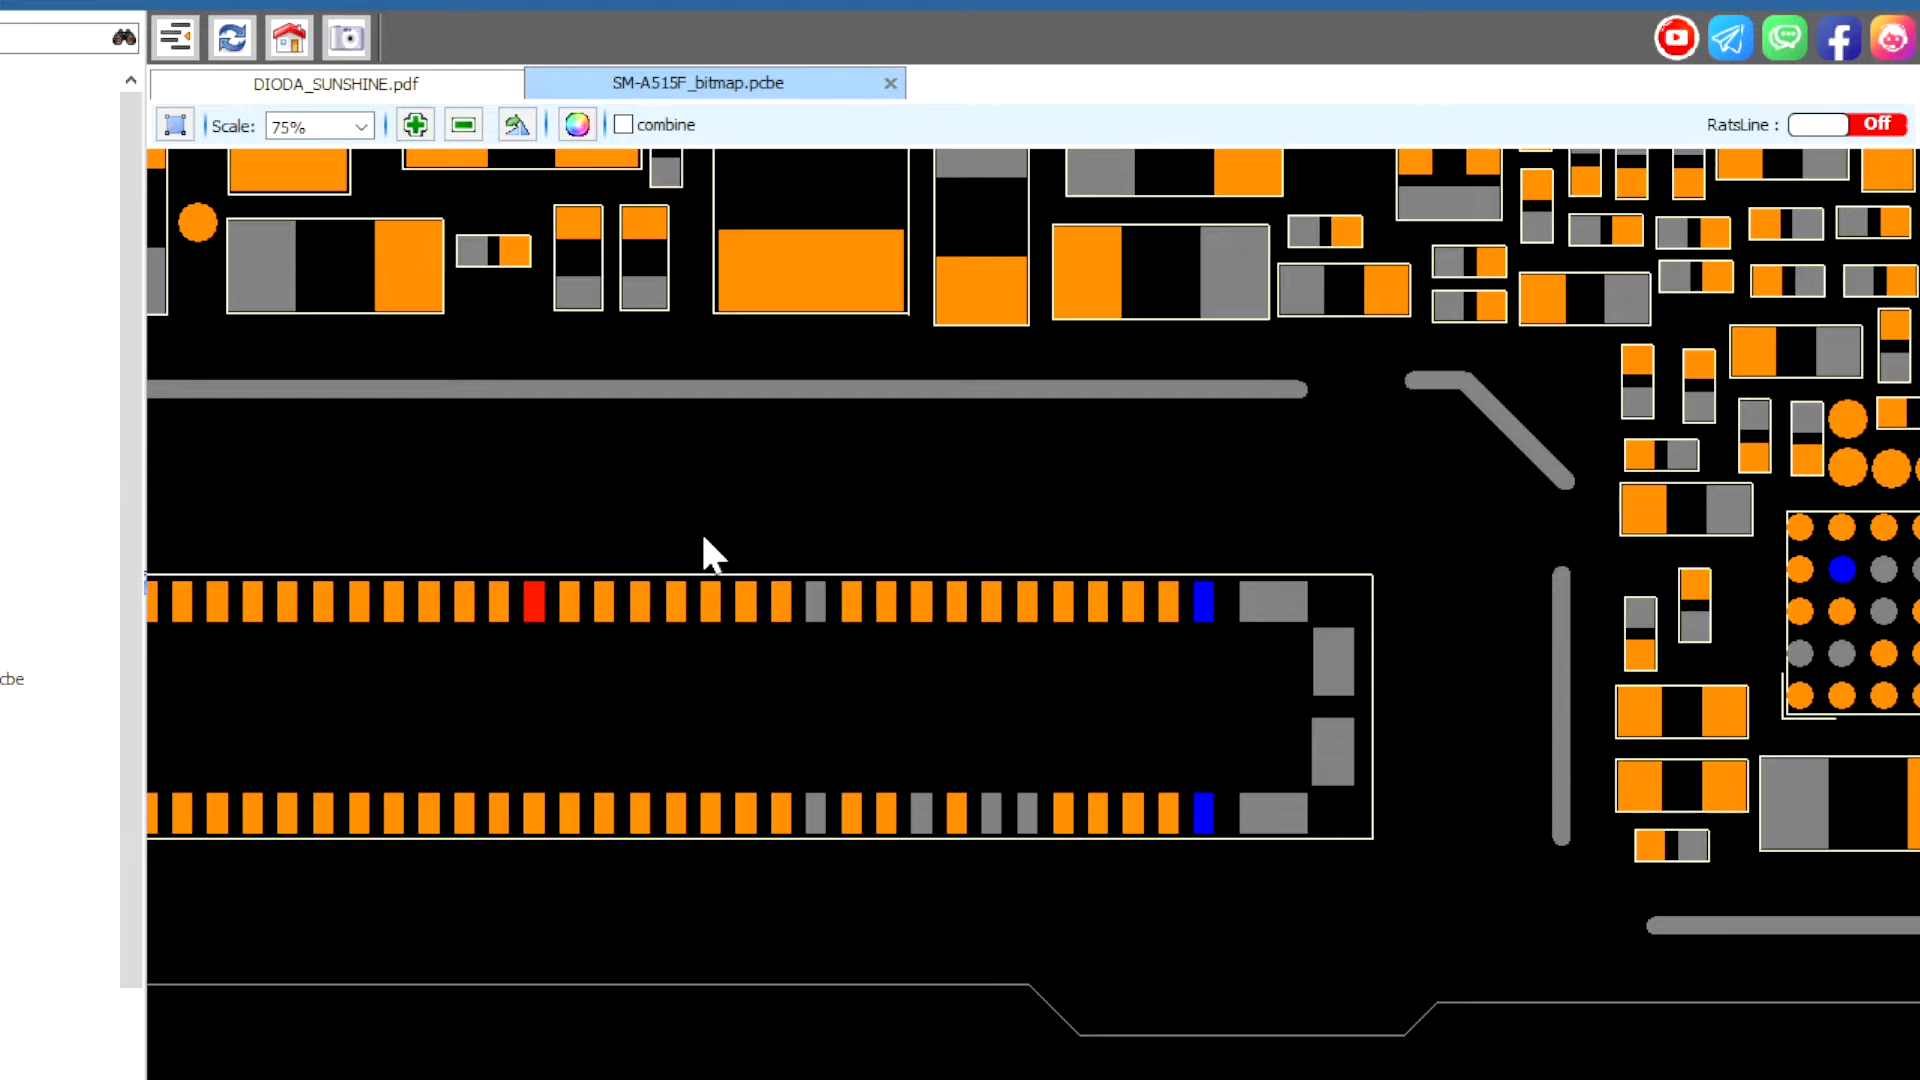 DIODA_SUNSHINE.pdf
SM-A515F_bitmap.pcbe
Scale: 75%
combine
RatsLine : Off
cbe